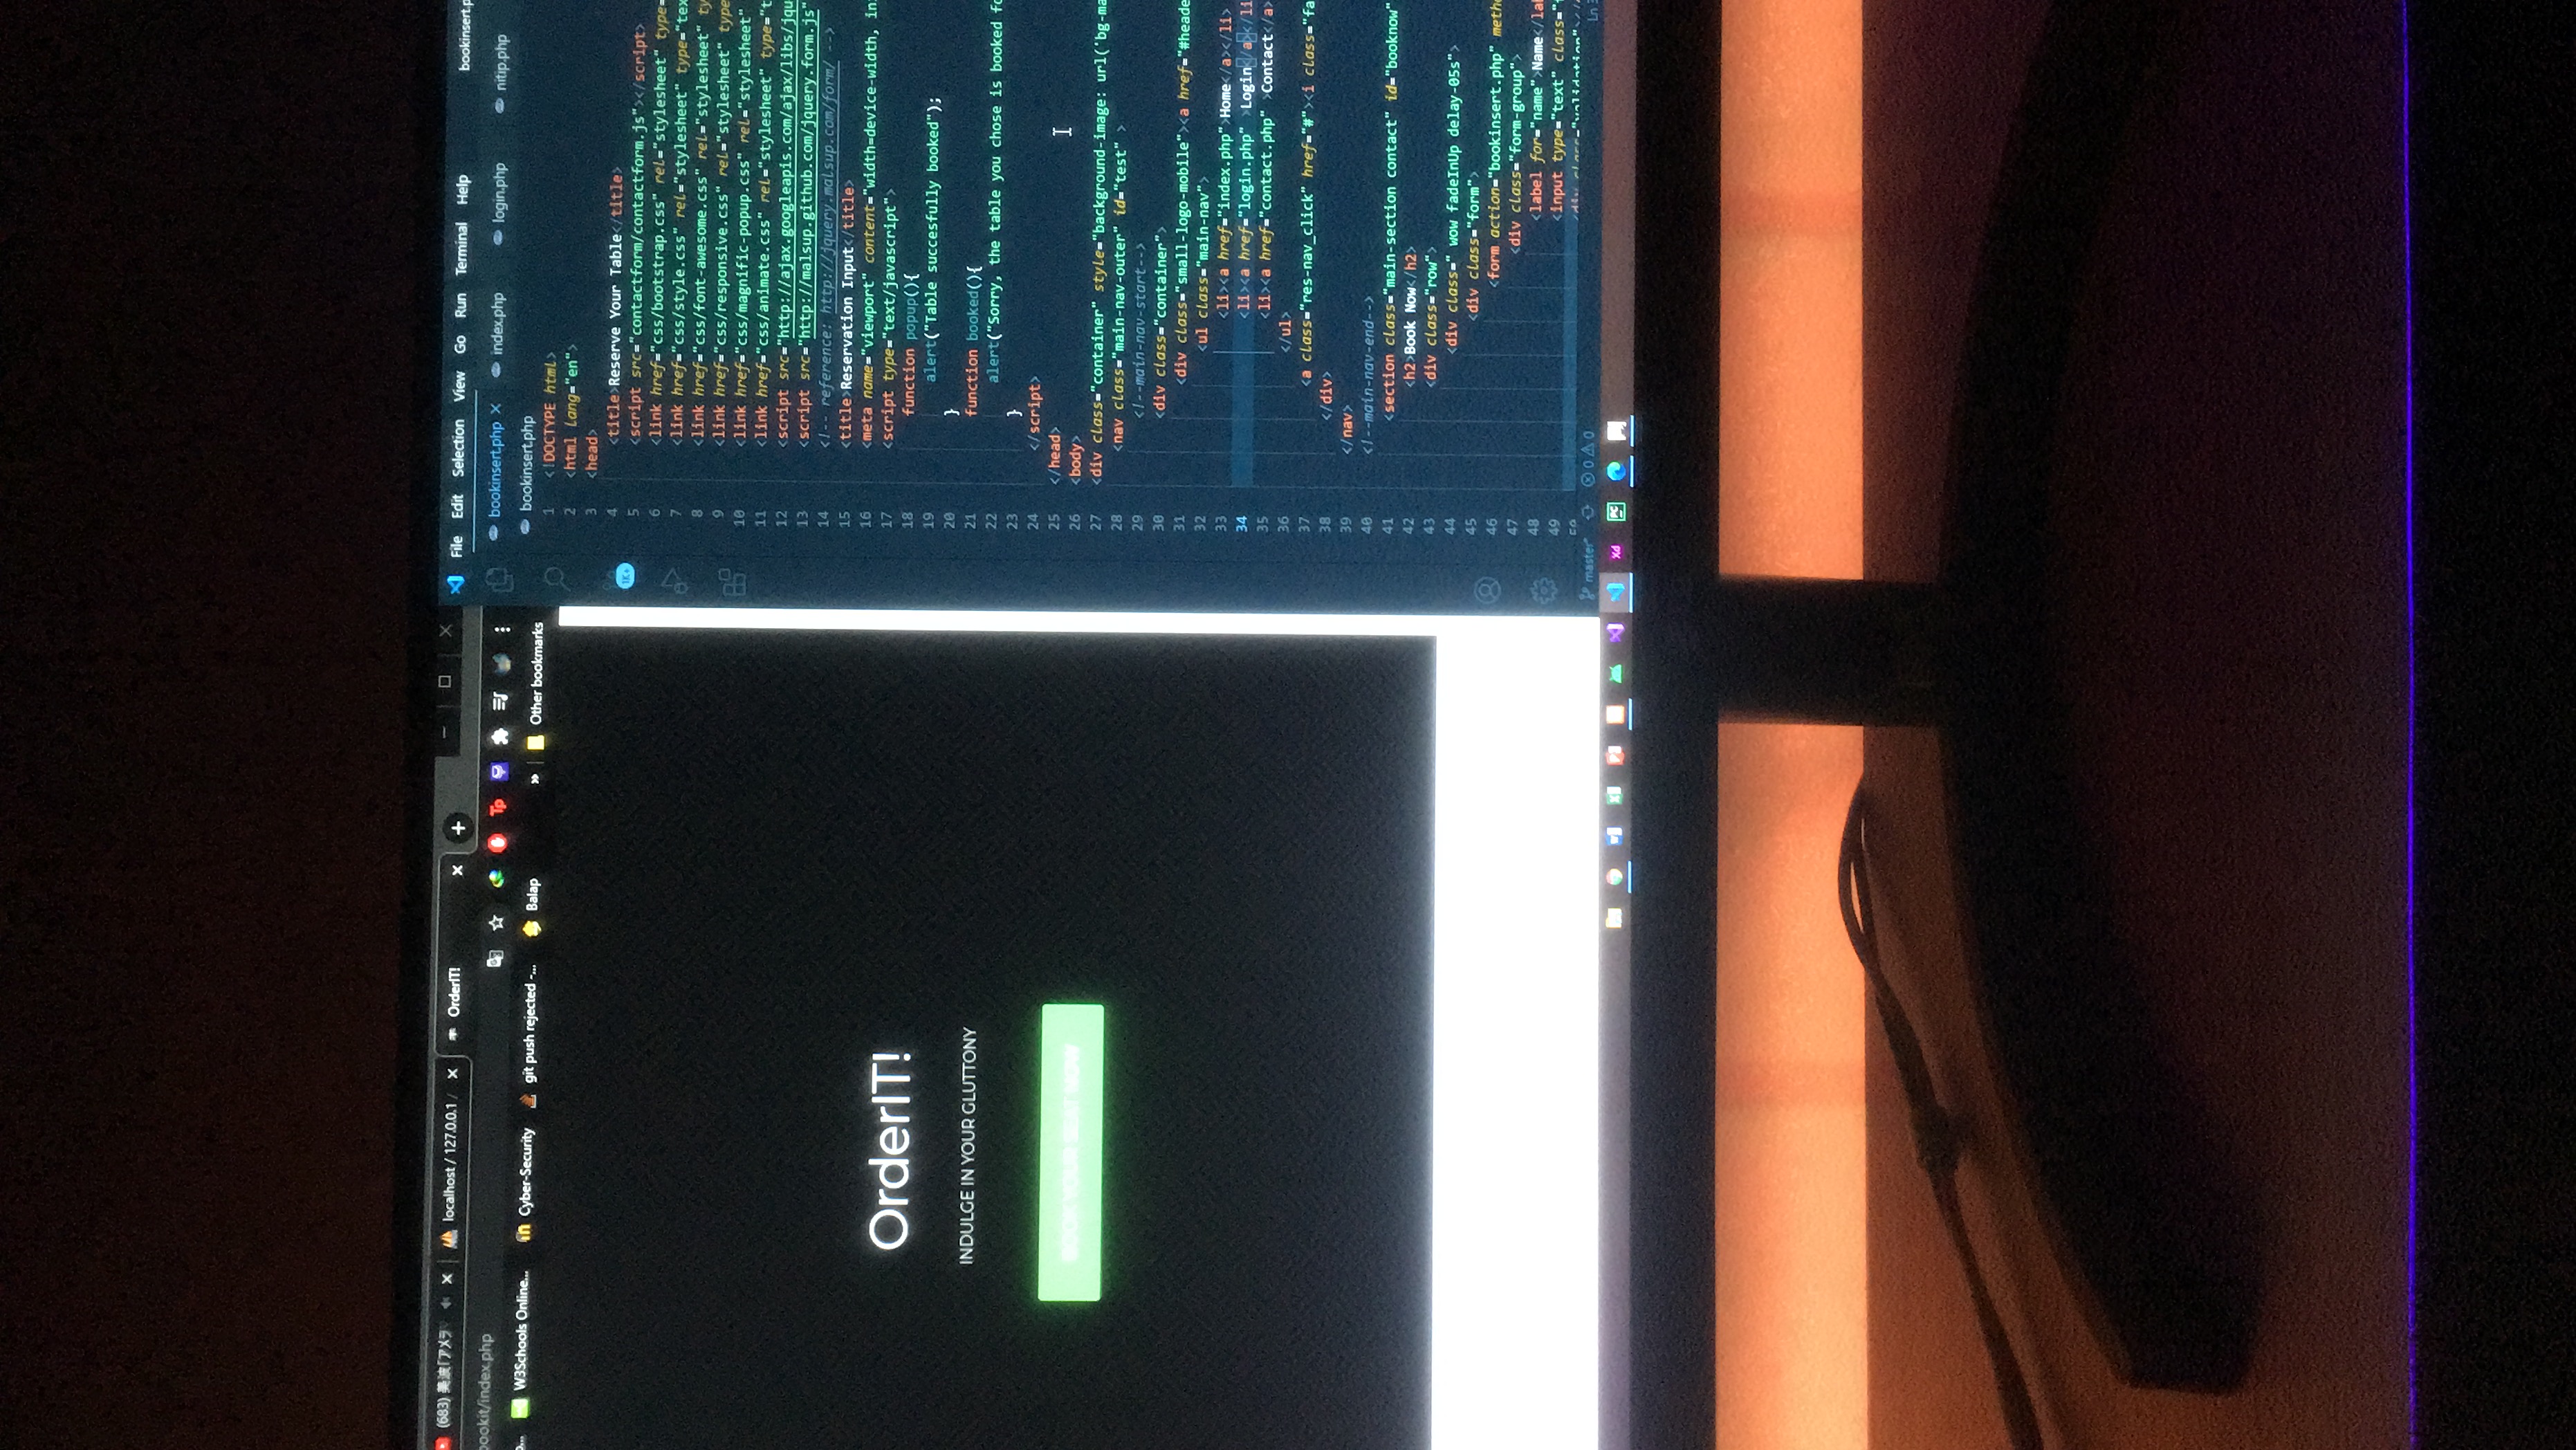 (683) 美波「アメラ
localhost / 127.0.0.1 /
OrderIT!
bookit/index.php
W3Schools Online...
Cyber-Security
git push rejected -...
Balap
»
Other bookmarks
OrderIT!
INDULGE IN YOUR GLUTTONY
BOOK YOUR SEAT NOW
File Edit Selection View Go Run Terminal Help bookinsert.p
bookinsert.php index.php login.php nitip.php
bookinsert.php
1K+
1 <!DOCTYPE html>
2 <html lang="en">
3 <head>
4 <title>Reserve Your Table</title>
5 <script src="contactform/contactform.js"></script>
6 <link href="css/bootstrap.css" rel="stylesheet" type=
7 <link href="css/style.css" rel="stylesheet" type="tex
8 <link href="css/font-awesome.css" rel="stylesheet" ty
9 <link href="css/responsive.css" rel="stylesheet" type
10 <link href="css/magnific-popup.css" rel="stylesheet"
11 <link href="css/animate.css" rel="stylesheet" type="t
12 <script src="http://ajax.googleapis.com/ajax/libs/jqu
13 <script src="http://malsup.github.com/jquery.form.js"
14 <!-- reference: http://jquery.malsup.com/form/ -->
15 <title>Reservation Input</title>
16 <meta name="viewport" content="width=device-width, ini
17 <script type="text/javascript">
18 function popup(){
19 alert("Table succesfully booked");
20 }
21 function booked(){
22 alert("Sorry, the table you chose is booked fo
23 }
24 </script>
25 </head>
26 <body>
27 <div class="container" style="background-image: url('bg-ma
28 <nav class="main-nav-outer" id="test" >
29 <!--main-nav-start-->
30 <div class="container">
31 <div class="small-logo-mobile"><a href="#heade
32 <ul class="main-nav">
33 <li><a href="index.php">Home</a></li>
34 <li><a href="login.php" >Login</a></li
35 <li><a href="contact.php" >Contact</a>
36 </ul>
37 <a class="res-nav_click" href="#"><i class="fa
38 </div>
39 </nav>
40 <!--main-nav-end-->
41 <section class="main-section contact" id="booknow"
42 <h2>Book Now</h2>
43 <div class="row">
44 <div class=" wow fadeInUp delay-05s">
45 <div class="form">
46 <form action="bookinsert.php" metho
47 <div class="form-group">
48 <label for="name">Name</lab
49 <input type="text" class="
50 <div class="validation"></
master* 0 0
Ln
Xd
PC